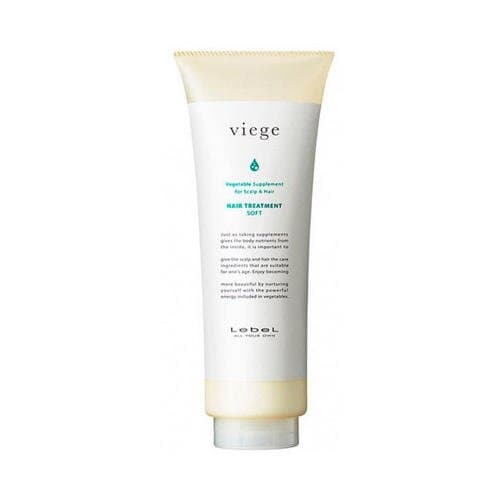 viege
Vegetable Supplement
for Scalp & Hair
HAIR TREATMENT
SOFT
Just as taking supplements
gives the body nutrients from
the inside, it is important to
give the scalp and hair the care
ingredients that are suitable
for one's age. Enjoy becoming
more beautiful by nurturing
yourself with the powerful
energy included in vegetables.
LebeL
ALL YOUR OWN